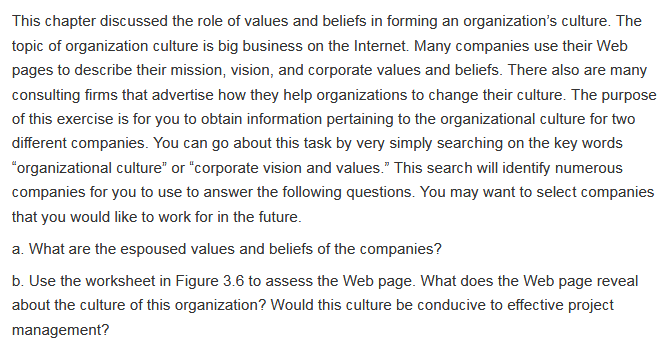 This chapter discussed the role of values and beliefs in forming an organization’s culture. The
topic of organization culture is big business on the Internet. Many companies use their Web
pages to describe their mission, vision, and corporate values and beliefs. There also are many
consulting firms that advertise how they help organizations to change their culture. The purpose
of this exercise is for you to obtain information pertaining to the organizational culture for two
different companies. You can go about this task by very simply searching on the key words
“organizational culture” or “corporate vision and values.” This search will identify numerous
companies for you to use to answer the following questions. You may want to select companies
that you would like to work for in the future.
a. What are the espoused values and beliefs of the companies?
b. Use the worksheet in Figure 3.6 to assess the Web page. What does the Web page reveal
about the culture of this organization? Would this culture be conducive to effective project
management?